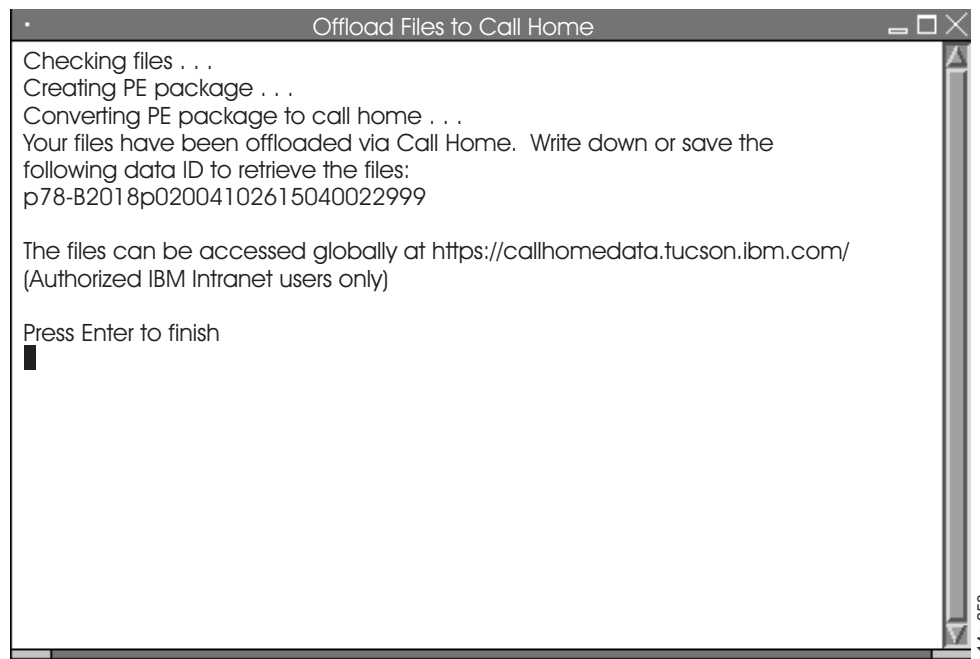 Offload Files to Call Home
Checking files . . .
Creating PE package . . .
Converting PE package to call home . . .
Your files have been offloaded via Call Home.  Write down or save the
following data ID to retrieve the files:
p78-B2018p02004102615040022999
The files can be accessed globally at https://callhomedata.tucson.ibm.com/
(Authorized IBM Intranet users only)
Press Enter to finish